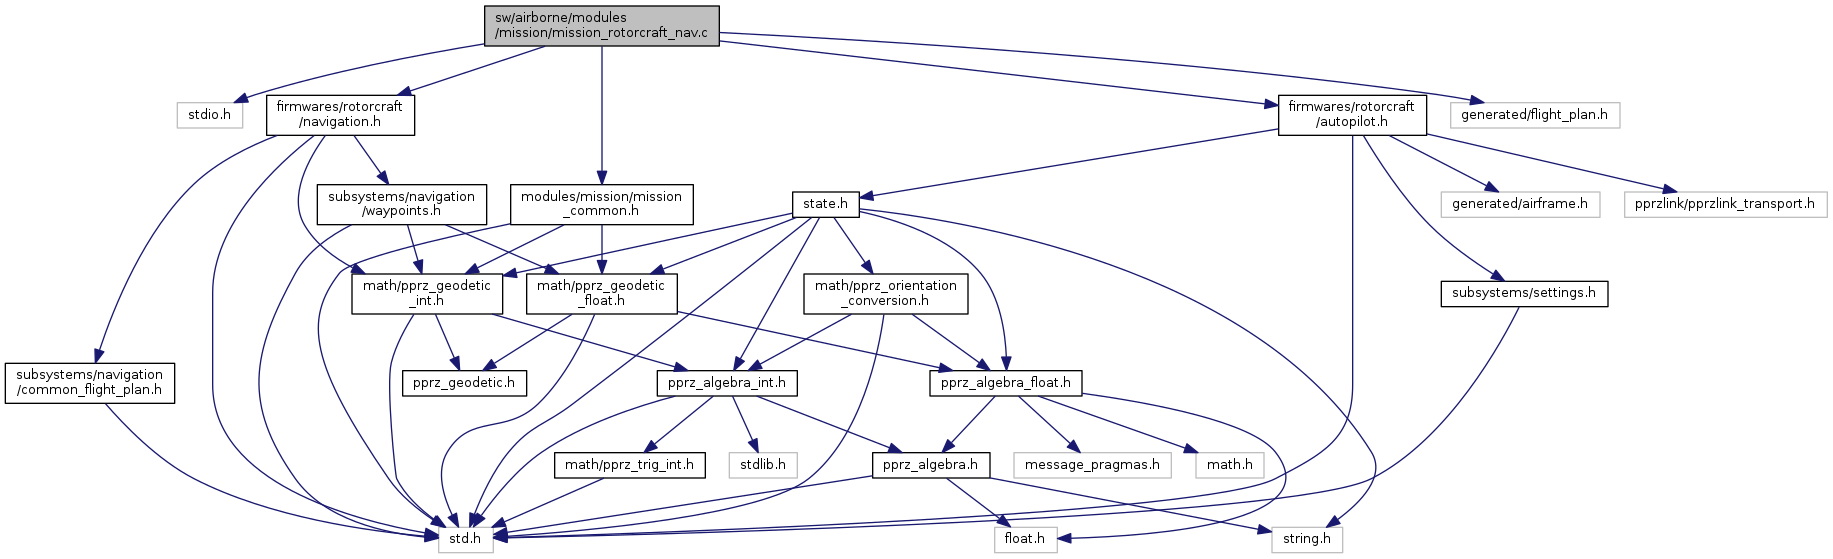 sw/airborne/modules
/mission/mission_rotorcraft_nav.c
stdio.h
firmwares/rotorcraft
/navigation.h
firmwares/rotorcraft
/autopilot.h
generated/flight_plan.h
subsystems/navigation
/waypoints.h
modules/mission/mission
_common.h
state.h
generated/airframe.h
pprzlink/pprzlink_transport.h
math/pprz_geodetic
_int.h
math/pprz_geodetic
_float.h
math/pprz_orientation
_conversion.h
subsystems/settings.h
subsystems/navigation
/common_flight_plan.h
pprz_geodetic.h
pprz_algebra_int.h
pprz_algebra_float.h
math/pprz_trig_int.h
stdlib.h
pprz_algebra.h
message_pragmas.h
math.h
std.h
float.h
string.h